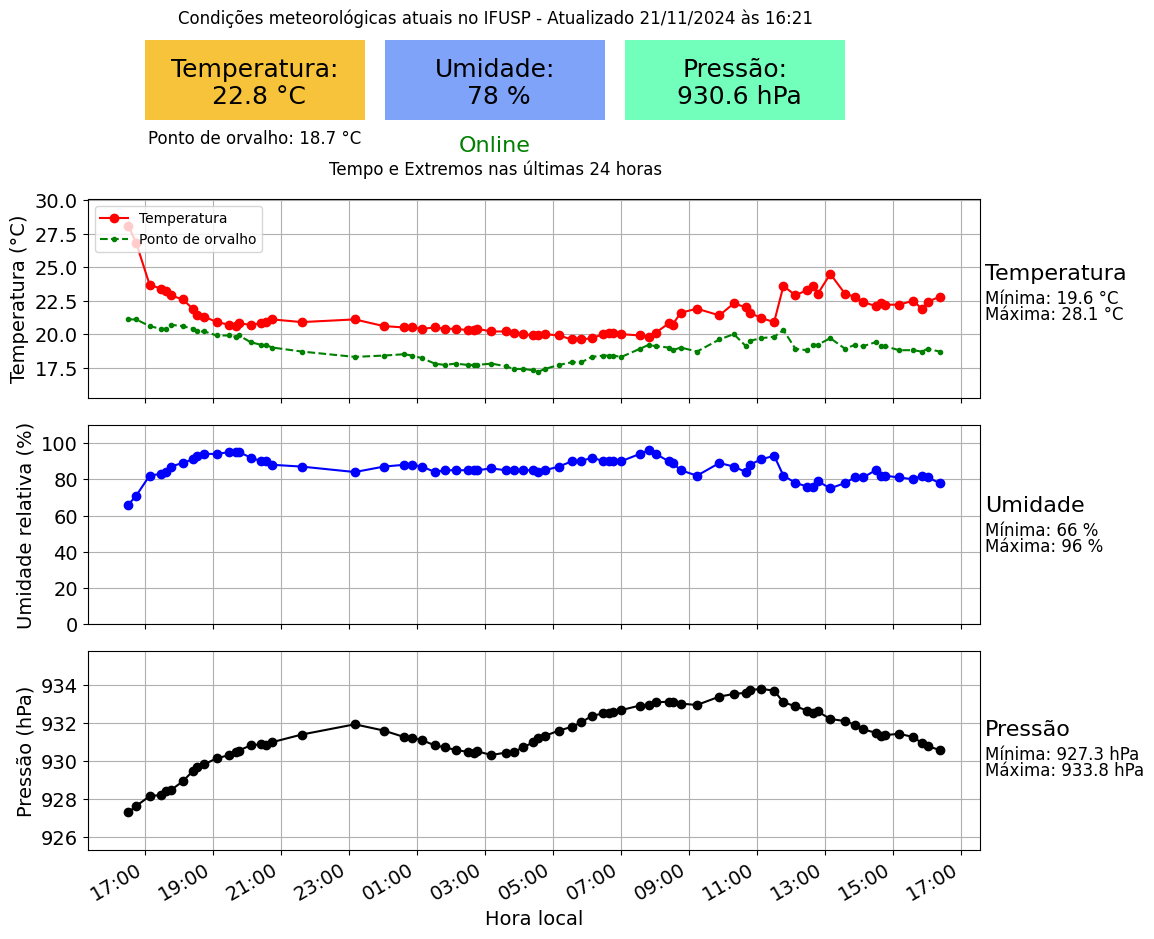 Condições meteorológicas atuais no IFUSP - Atualizado 21/11/2024 às 16:21
Temperatura:
22.8 °C
Umidade:
78 %
Pressão:
930.6 hPa
Ponto de orvalho: 18.7 °C
Online
Tempo e Extremos nas últimas 24 horas
Temperatura (°C)
30.0
27.5
25.0
22.5
20.0
17.5
Temperatura
Ponto de orvalho
Temperatura
Mínima: 19.6 °C
Máxima: 28.1 °C
Umidade relativa (%)
100
80
60
40
20
0
Umidade
Mínima: 66 %
Máxima: 96 %
Pressão (hPa)
934
932
930
928
926
Pressão
Mínima: 927.3 hPa
Máxima: 933.8 hPa
17:00
19:00
21:00
23:00
01:00
03:00
05:00
07:00
09:00
11:00
13:00
15:00
17:00
Hora local